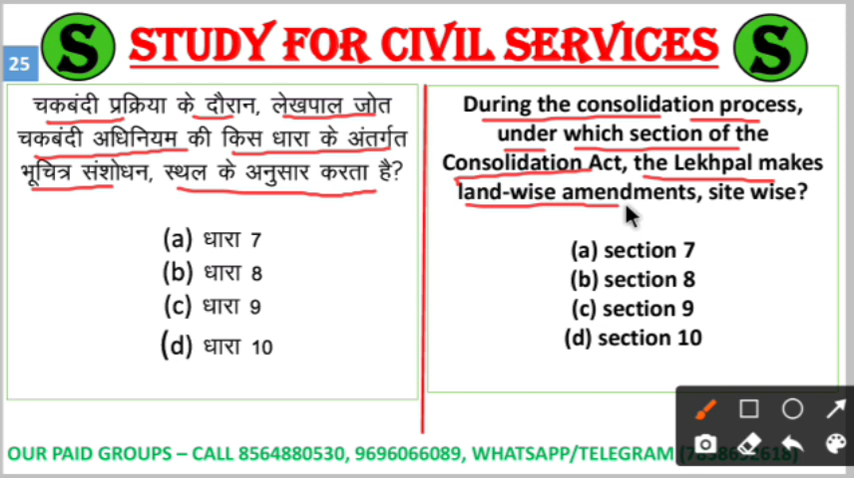 25
S STUDY FOR CIVIL SERVICES S
चकबंदी प्रक्रिया के दौरान, लेखपाल जोत
चकबंदी अधिनियम की किस धारा के अंतर्गत
भूचित्र संशोधन, स्थल के अनुसार करता है?
(a) धारा 7
(b) धारा 8
(c) धारा 9
(d) धारा 10
During the consolidation process,
under which section of the
Consolidation Act, the Lekhpal makes
land-wise amendments, site wise?
(a) section 7
(b) section 8
(c) section 9
(d) section 10
OUR PAID GROUPS – CALL 8564880530, 9696066089, WHATSAPP/TELEGRAM